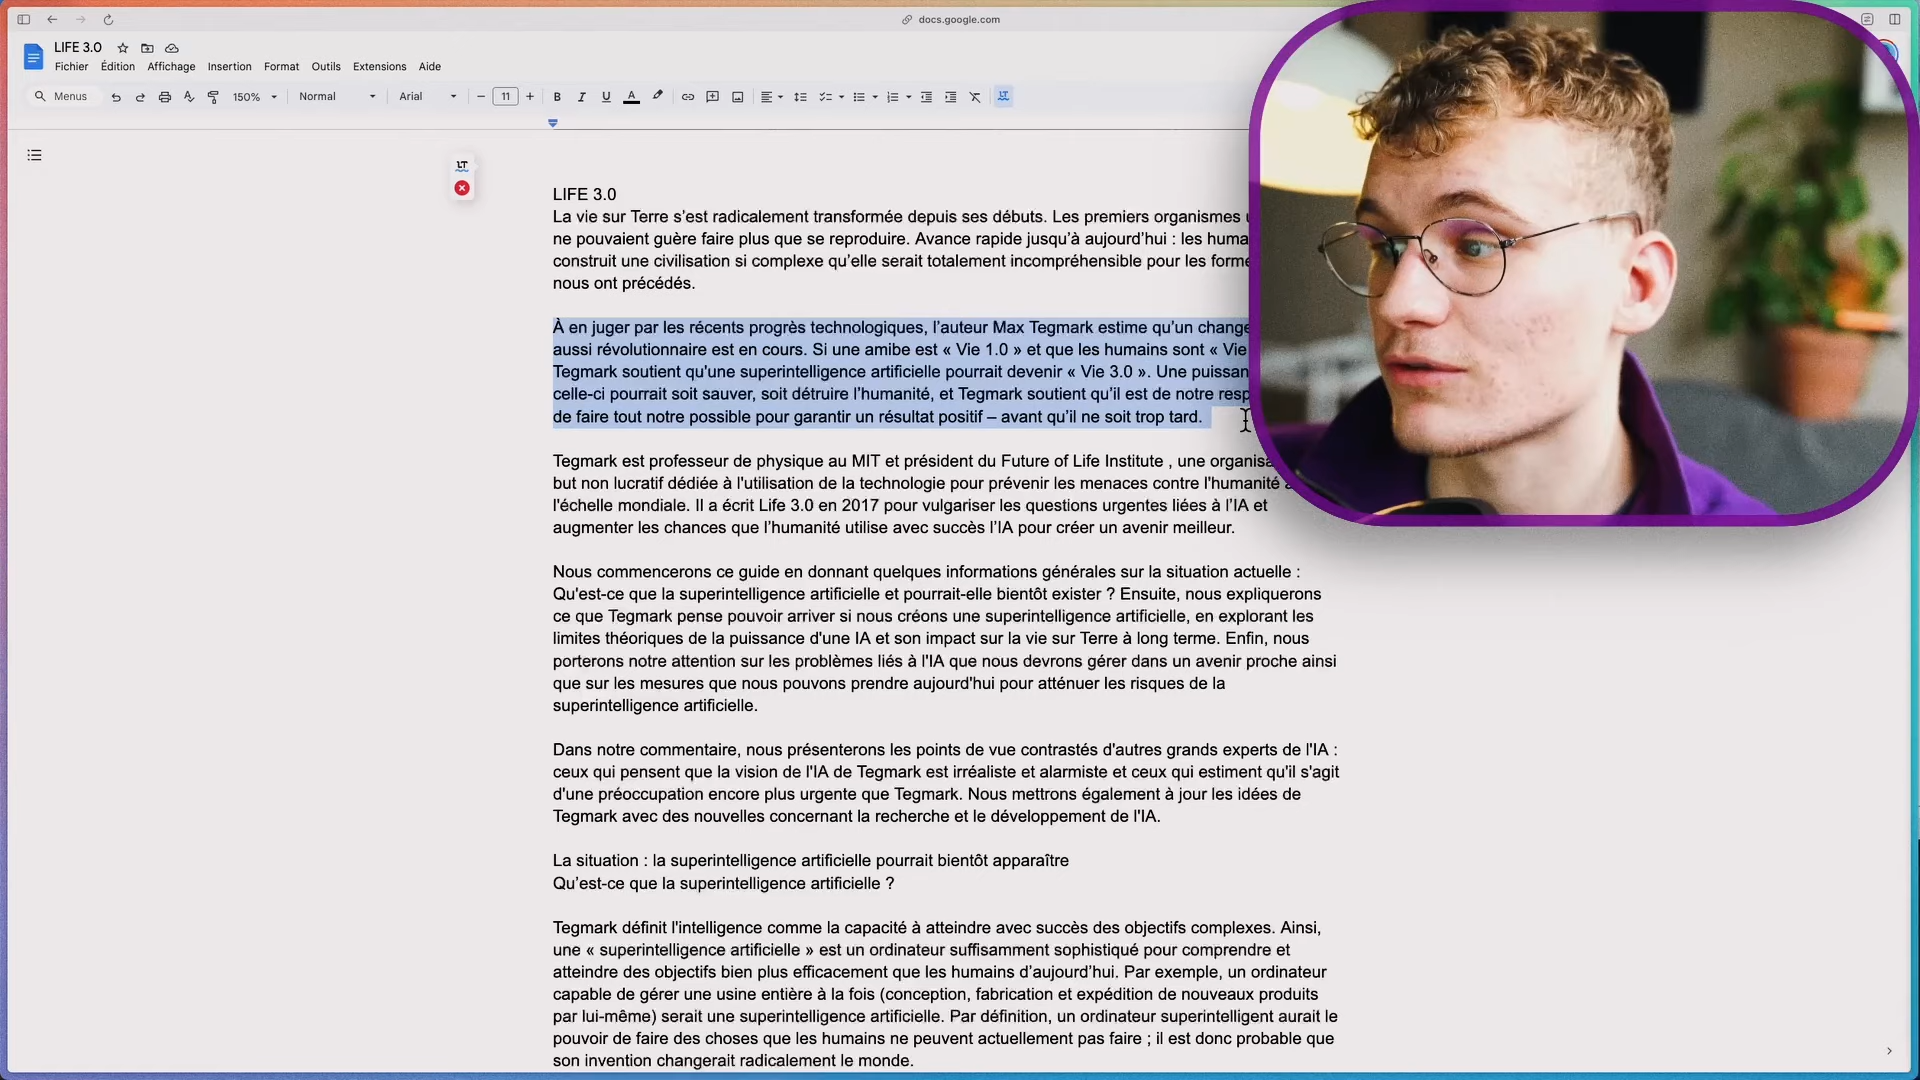 docs.google.com
LIFE 3.0
Fichier Édition Affichage Insertion Format Outils Extensions Aide
Menus 150% Normal Arial 11 B I U A LT
LT
LIFE 3.0
La vie sur Terre s’est radicalement transformée depuis ses débuts. Les premiers organismes
ne pouvaient guère faire plus que se reproduire. Avance rapide jusqu’à aujourd’hui : les
construit une civilisation si complexe qu’elle serait totalement incompréhensible pour les
nous ont précédés.
À en juger par les récents progrès technologiques, l’auteur Max Tegmark estime qu’un
aussi révolutionnaire est en cours. Si une amibe est « Vie 1.0 » et que les humains sont « Vie
Tegmark soutient qu'une superintelligence artificielle pourrait devenir « Vie 3.0 ». Une
celle-ci pourrait soit sauver, soit détruire l’humanité, et Tegmark soutient qu’il est de notre
de faire tout notre possible pour garantir un résultat positif – avant qu’il ne soit trop tard.
Tegmark est professeur de physique au MIT et président du Future of Life Institute , une
but non lucratif dédiée à l'utilisation de la technologie pour prévenir les menaces contre l'humanité
l'échelle mondiale. Il a écrit Life 3.0 en 2017 pour vulgariser les questions urgentes liées à l’IA et
augmenter les chances que l’humanité utilise avec succès l’IA pour créer un avenir meilleur.
Nous commencerons ce guide en donnant quelques informations générales sur la situation actuelle :
Qu'est-ce que la superintelligence artificielle et pourrait-elle bientôt exister ? Ensuite, nous expliquerons
ce que Tegmark pense pouvoir arriver si nous créons une superintelligence artificielle, en explorant les
limites théoriques de la puissance d'une IA et son impact sur la vie sur Terre à long terme. Enfin, nous
porterons notre attention sur les problèmes liés à l'IA que nous devrons gérer dans un avenir proche ainsi
que sur les mesures que nous pouvons prendre aujourd'hui pour atténuer les risques de la
superintelligence artificielle.
Dans notre commentaire, nous présenterons les points de vue contrastés d'autres grands experts de l'IA :
ceux qui pensent que la vision de l'IA de Tegmark est irréaliste et alarmiste et ceux qui estiment qu'il s'agit
d'une préoccupation encore plus urgente que Tegmark. Nous mettrons également à jour les idées de
Tegmark avec des nouvelles concernant la recherche et le développement de l'IA.
La situation : la superintelligence artificielle pourrait bientôt apparaître
Qu’est-ce que la superintelligence artificielle ?
Tegmark définit l'intelligence comme la capacité à atteindre avec succès des objectifs complexes. Ainsi,
une « superintelligence artificielle » est un ordinateur suffisamment sophistiqué pour comprendre et
atteindre des objectifs bien plus efficacement que les humains d’aujourd’hui. Par exemple, un ordinateur
capable de gérer une usine entière à la fois (conception, fabrication et expédition de nouveaux produits
par lui-même) serait une superintelligence artificielle. Par définition, un ordinateur superintelligent aurait le
pouvoir de faire des choses que les humains ne peuvent actuellement pas faire ; il est donc probable que
son invention changerait radicalement le monde.